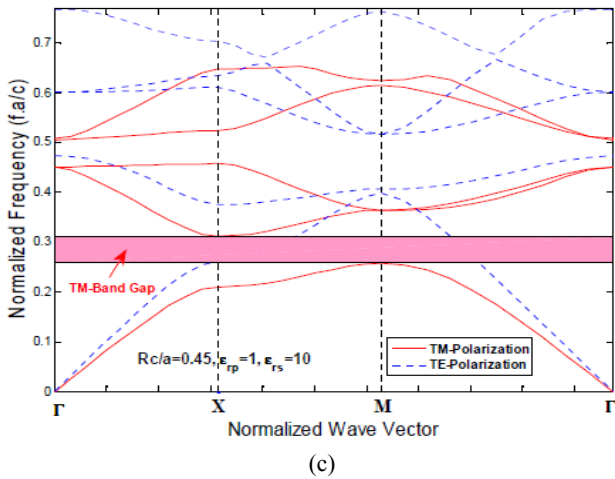 Normalized Frequency (f.a/c)
0.7
0.6
0.5
0.4
0.3
0.2
0.1
0
TM-Band Gap
Rc/a=0.45, εrp=1, εrs=10
TM-Polarization
TE-Polarization
Γ X M Γ
Normalized Wave Vector
(c)